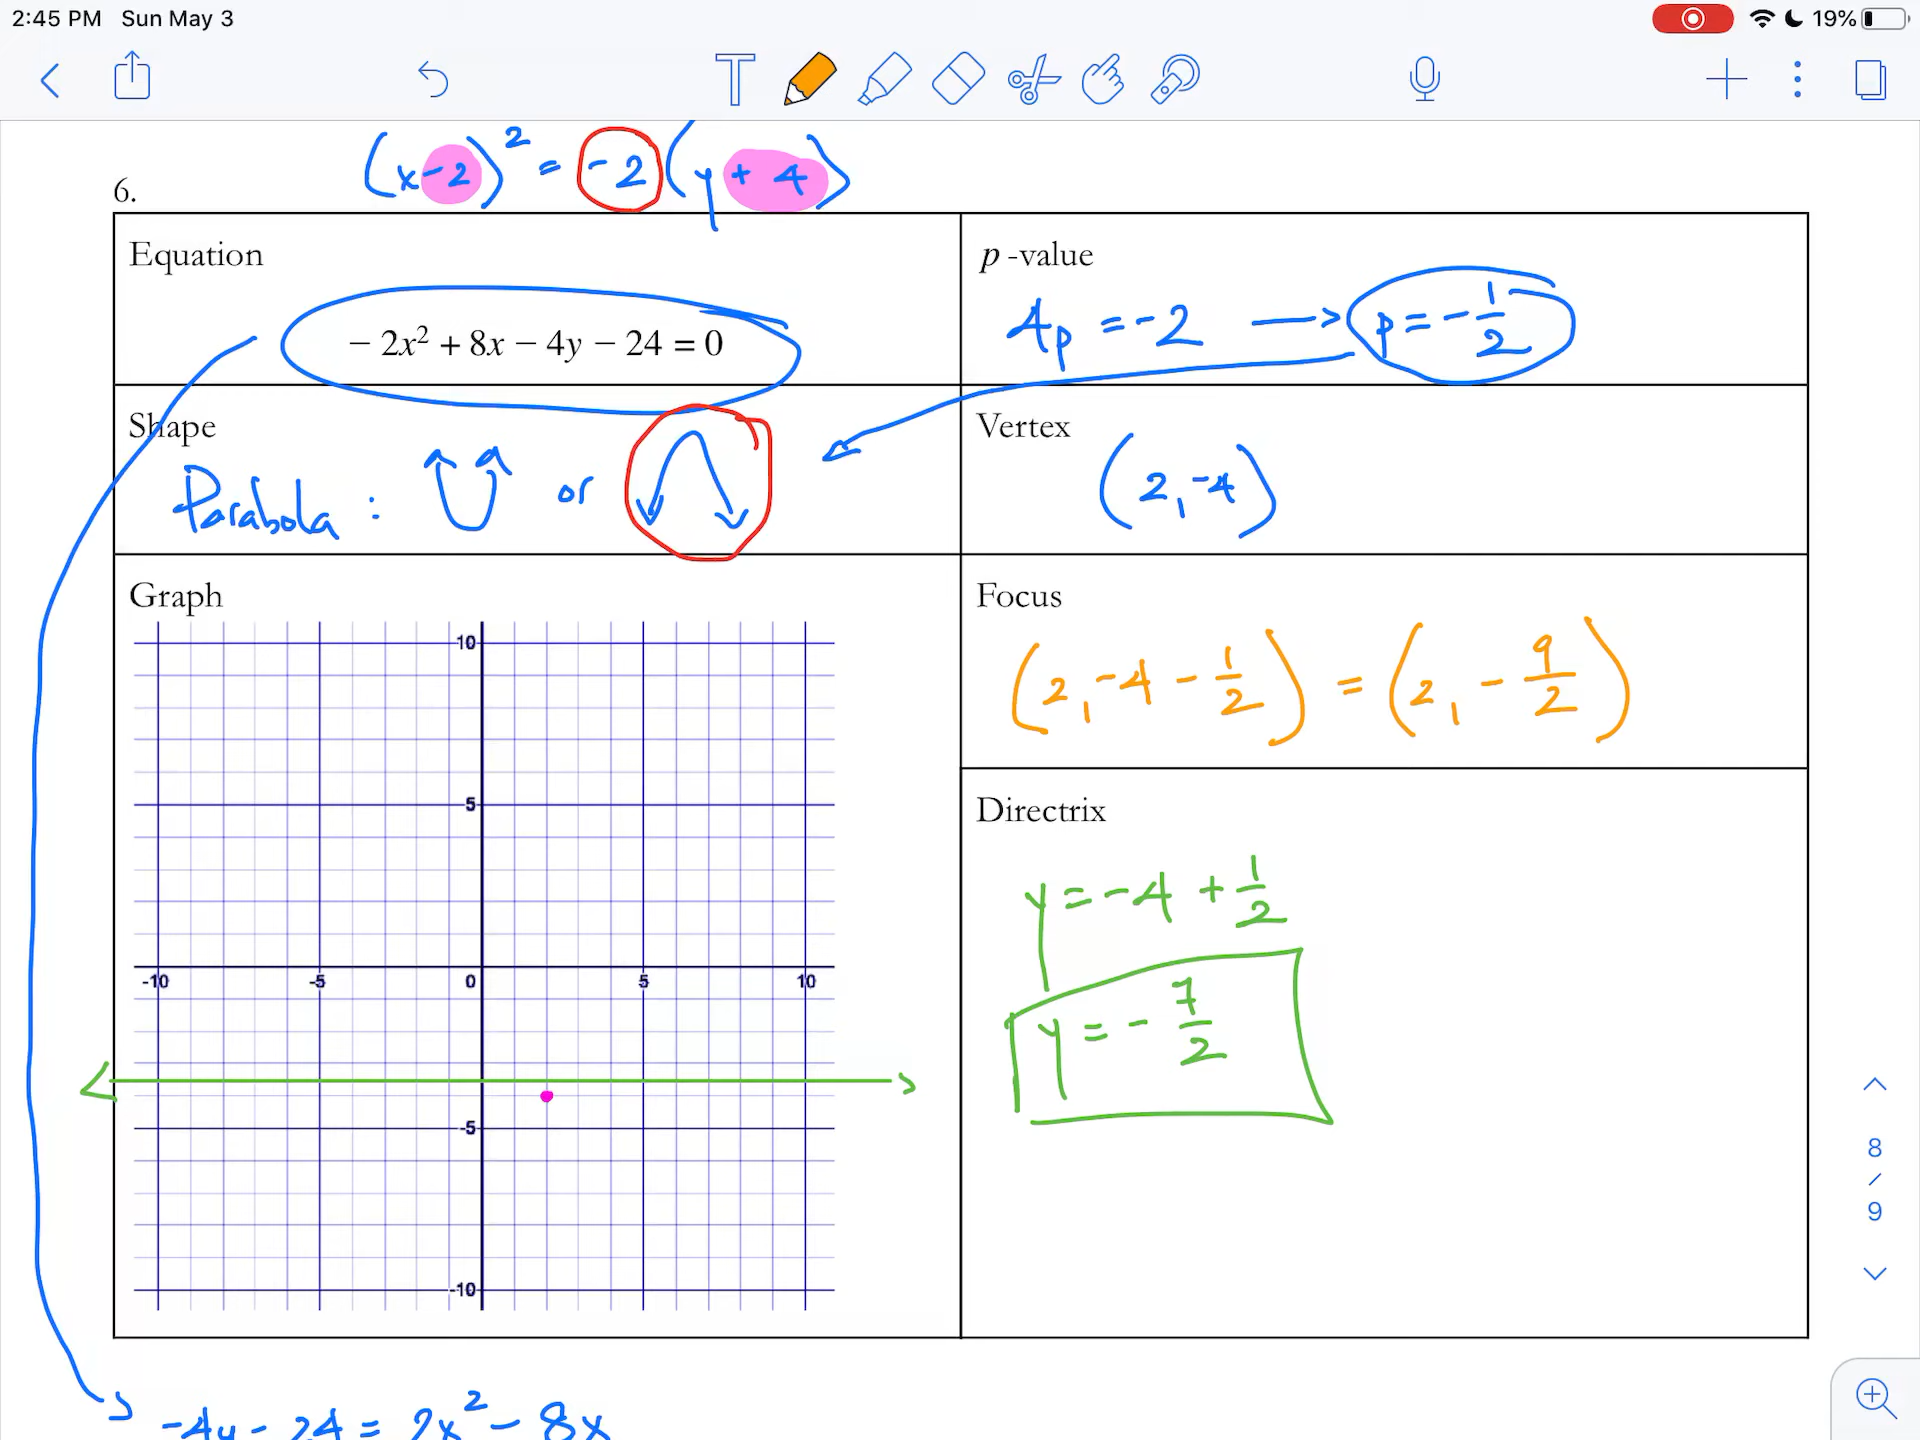 2:45 PM Sun May 3 19%
(x-2)² = -2(y + 4)
6.
Equation
− 2x² + 8x − 4y − 24 = 0
p -value
4p = -2 → p = -1/2
Shape
Parabola : or
Vertex
(2, -4)
Graph
10
5
-10 -5 0 5 10
-5
-10
Focus
(2, -4 - 1/2) = (2, - 9/2)
Directrix
y = -4 + 1/2
y = - 7/2
8
/
9
-4y - 24 = 2x² - 8x